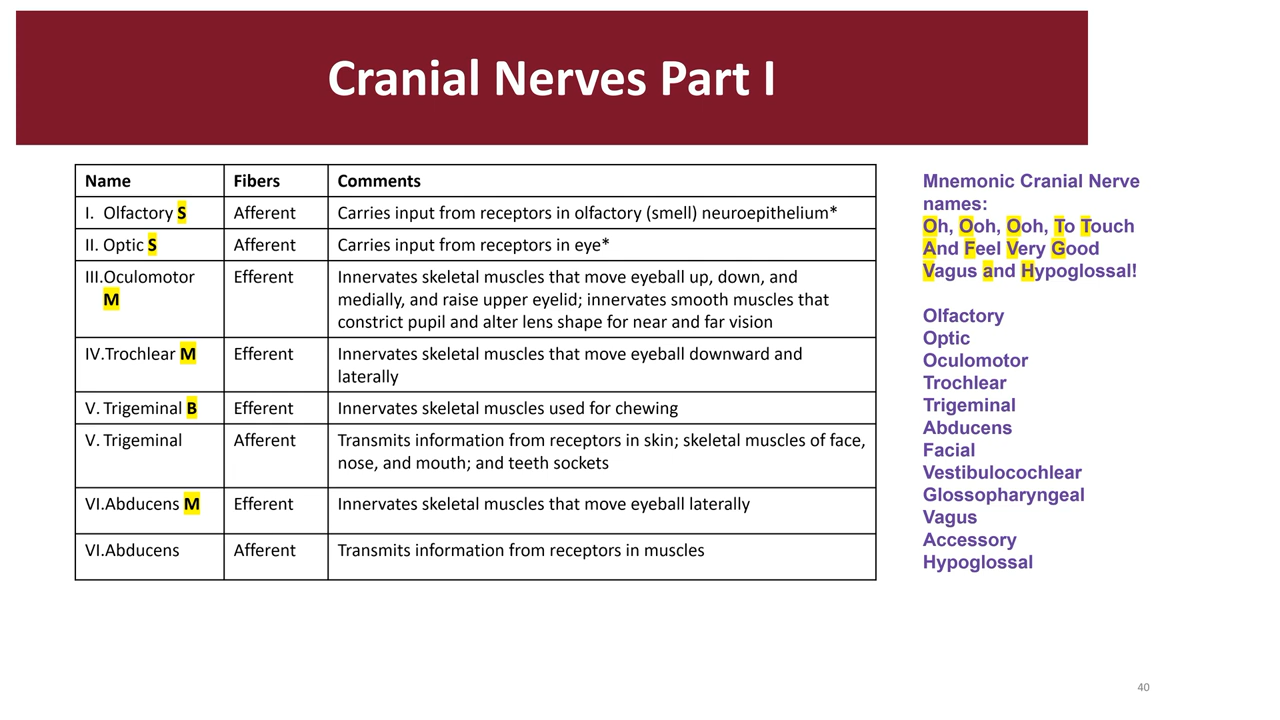 Cranial Nerves Part I
Name Fibers Comments
I. Olfactory S Afferent Carries input from receptors in olfactory (smell) neuroepithelium*
II. Optic S Afferent Carries input from receptors in eye*
III.Oculomotor Efferent Innervates skeletal muscles that move eyeball up, down, and
M medially, and raise upper eyelid; innervates smooth muscles that
constrict pupil and alter lens shape for near and far vision
IV.Trochlear M Efferent Innervates skeletal muscles that move eyeball downward and
laterally
V. Trigeminal B Efferent Innervates skeletal muscles used for chewing
V. Trigeminal Afferent Transmits information from receptors in skin; skeletal muscles of face,
nose, and mouth; and teeth sockets
VI.Abducens M Efferent Innervates skeletal muscles that move eyeball laterally
VI.Abducens Afferent Transmits information from receptors in muscles
Mnemonic Cranial Nerve
names:
Oh, Ooh, Ooh, To Touch
And Feel Very Good
Vagus and Hypoglossal!
Olfactory
Optic
Oculomotor
Trochlear
Trigeminal
Abducens
Facial
Vestibulocochlear
Glossopharyngeal
Vagus
Accessory
Hypoglossal
40